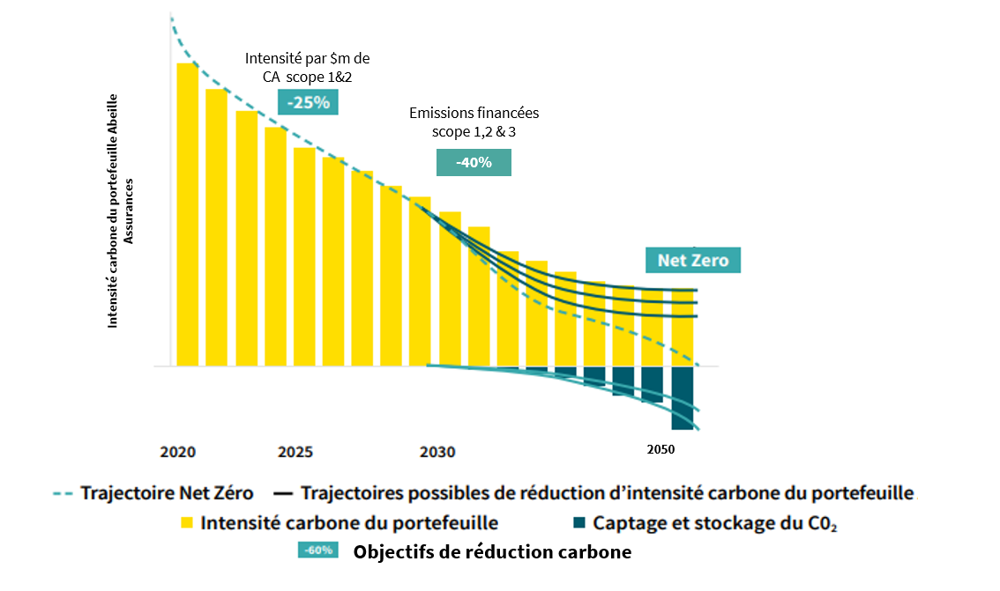 Intensité par $m de
CA scope 1&2
-25%
Emissions financées
scope 1,2 & 3
-40%
Net Zero
Intensité carbone du portefeuille Abeille
Assurances
2020 2025 2030 2050
Trajectoire Net Zéro Trajectoires possibles de réduction d'intensité carbone du portefeuille
Intensité carbone du portefeuille Captage et stockage du C0₂
-60% Objectifs de réduction carbone